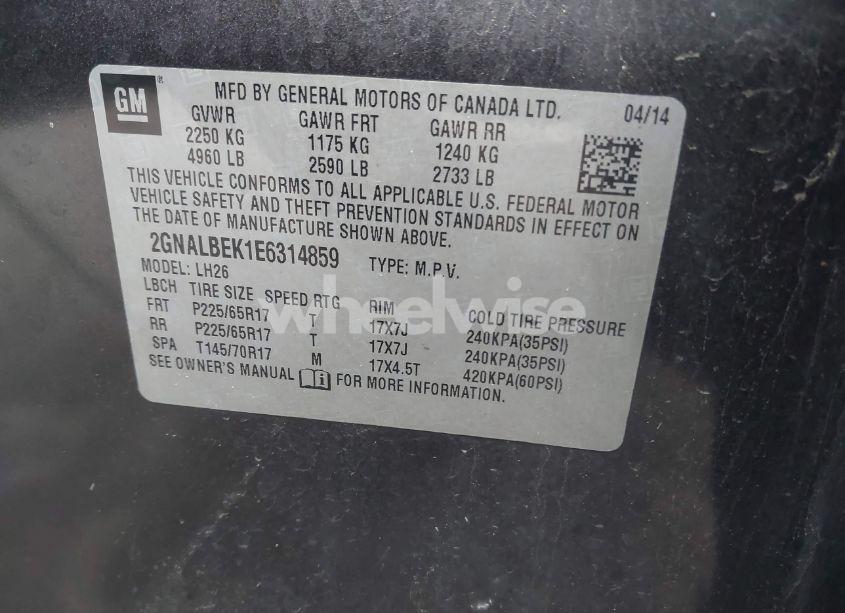 GM ®
MFD BY GENERAL MOTORS OF CANADA LTD. 04/14
GVWR GAWR FRT GAWR RR
2250 KG 1175 KG 1240 KG
4960 LB 2590 LB 2733 LB
THIS VEHICLE CONFORMS TO ALL APPLICABLE U.S. FEDERAL MOTOR
VEHICLE SAFETY AND THEFT PREVENTION STANDARDS IN EFFECT ON
THE DATE OF MANUFACTURE SHOWN ABOVE.
2GNALBEK1E6314859 TYPE: M.P.V.
MODEL: LH26
LBCH TIRE SIZE SPEED RTG RIM COLD TIRE PRESSURE
FRT P225/65R17 T 17X7J 240KPA(35PSI)
RR P225/65R17 T 17X7J 240KPA(35PSI)
SPA T145/70R17 M 17X4.5T 420KPA(60PSI)
SEE OWNER'S MANUAL FOR MORE INFORMATION.
wheelwise